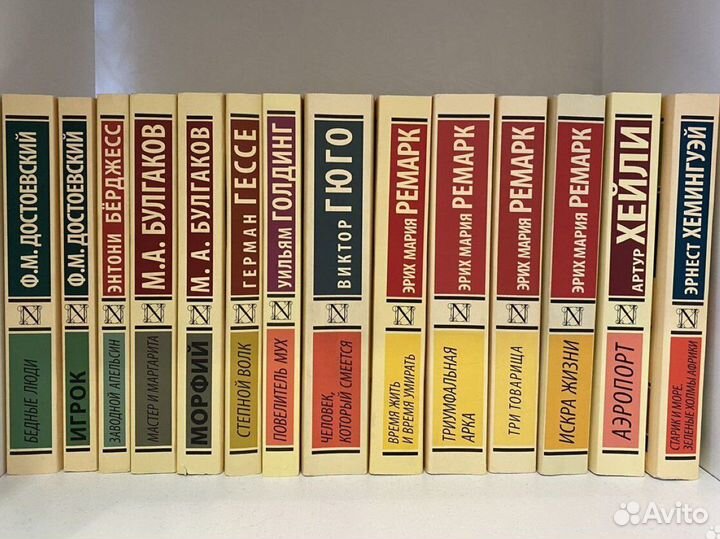 Ф.М. ДОСТОЕВСКИЙ
БЕДНЫЕ ЛЮДИ
Ф.М. ДОСТОЕВСКИЙ
ИГРОК
ЭНТОНИ БЁРДЖЕСС
ЗАВОДНОЙ АПЕЛЬСИН
М.А. БУЛГАКОВ
МАСТЕР И МАРГАРИТА
М. А. БУЛГАКОВ
МОРФИЙ
ГЕРМАН ГЕССЕ
СТЕПНОЙ ВОЛК
УИЛЬЯМ ГОЛДИНГ
ПОВЕЛИТЕЛЬ МУХ
ВИКТОР ГЮГО
ЧЕЛОВЕК,
КОТОРЫЙ СМЕЕТСЯ
ЭРИХ МАРИЯ РЕМАРК
ВРЕМЯ ЖИТЬ
И ВРЕМЯ УМИРАТЬ
ЭРИХ МАРИЯ РЕМАРК
ТРИУМФАЛЬНАЯ
АРКА
ЭРИХ МАРИЯ РЕМАРК
ТРИ ТОВАРИЩА
ЭРИХ МАРИЯ РЕМАРК
ИСКРА ЖИЗНИ
АРТУР ХЕЙЛИ
АЭРОПОРТ
ЭРНЕСТ ХЕМИНГУЭЙ
СТАРИК И МОРЕ.
ЗЕЛЕНЫЕ ХОЛМЫ АФРИКИ
Avito